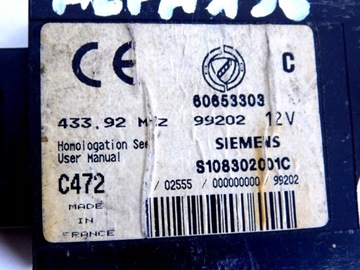 CE
C
60653303
433,92 MHz 99202 12V
Homologation See
User Manual
SIEMENS
S108302001C
C472
/ 02555 / 000000000 / 99202
MADE
IN
FRANCE